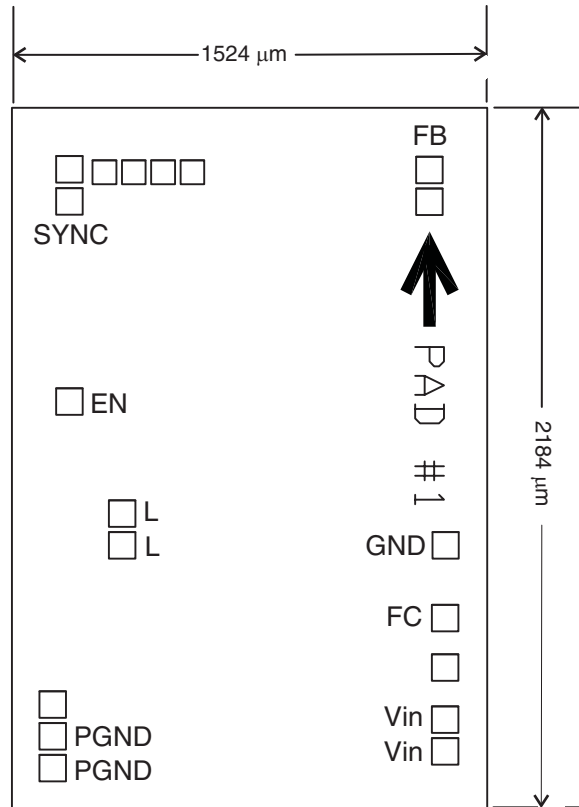 1524 μm
FB
SYNC
PAD #1
EN
2184 μm
L
L
GND
FC
Vin
PGND
Vin
PGND